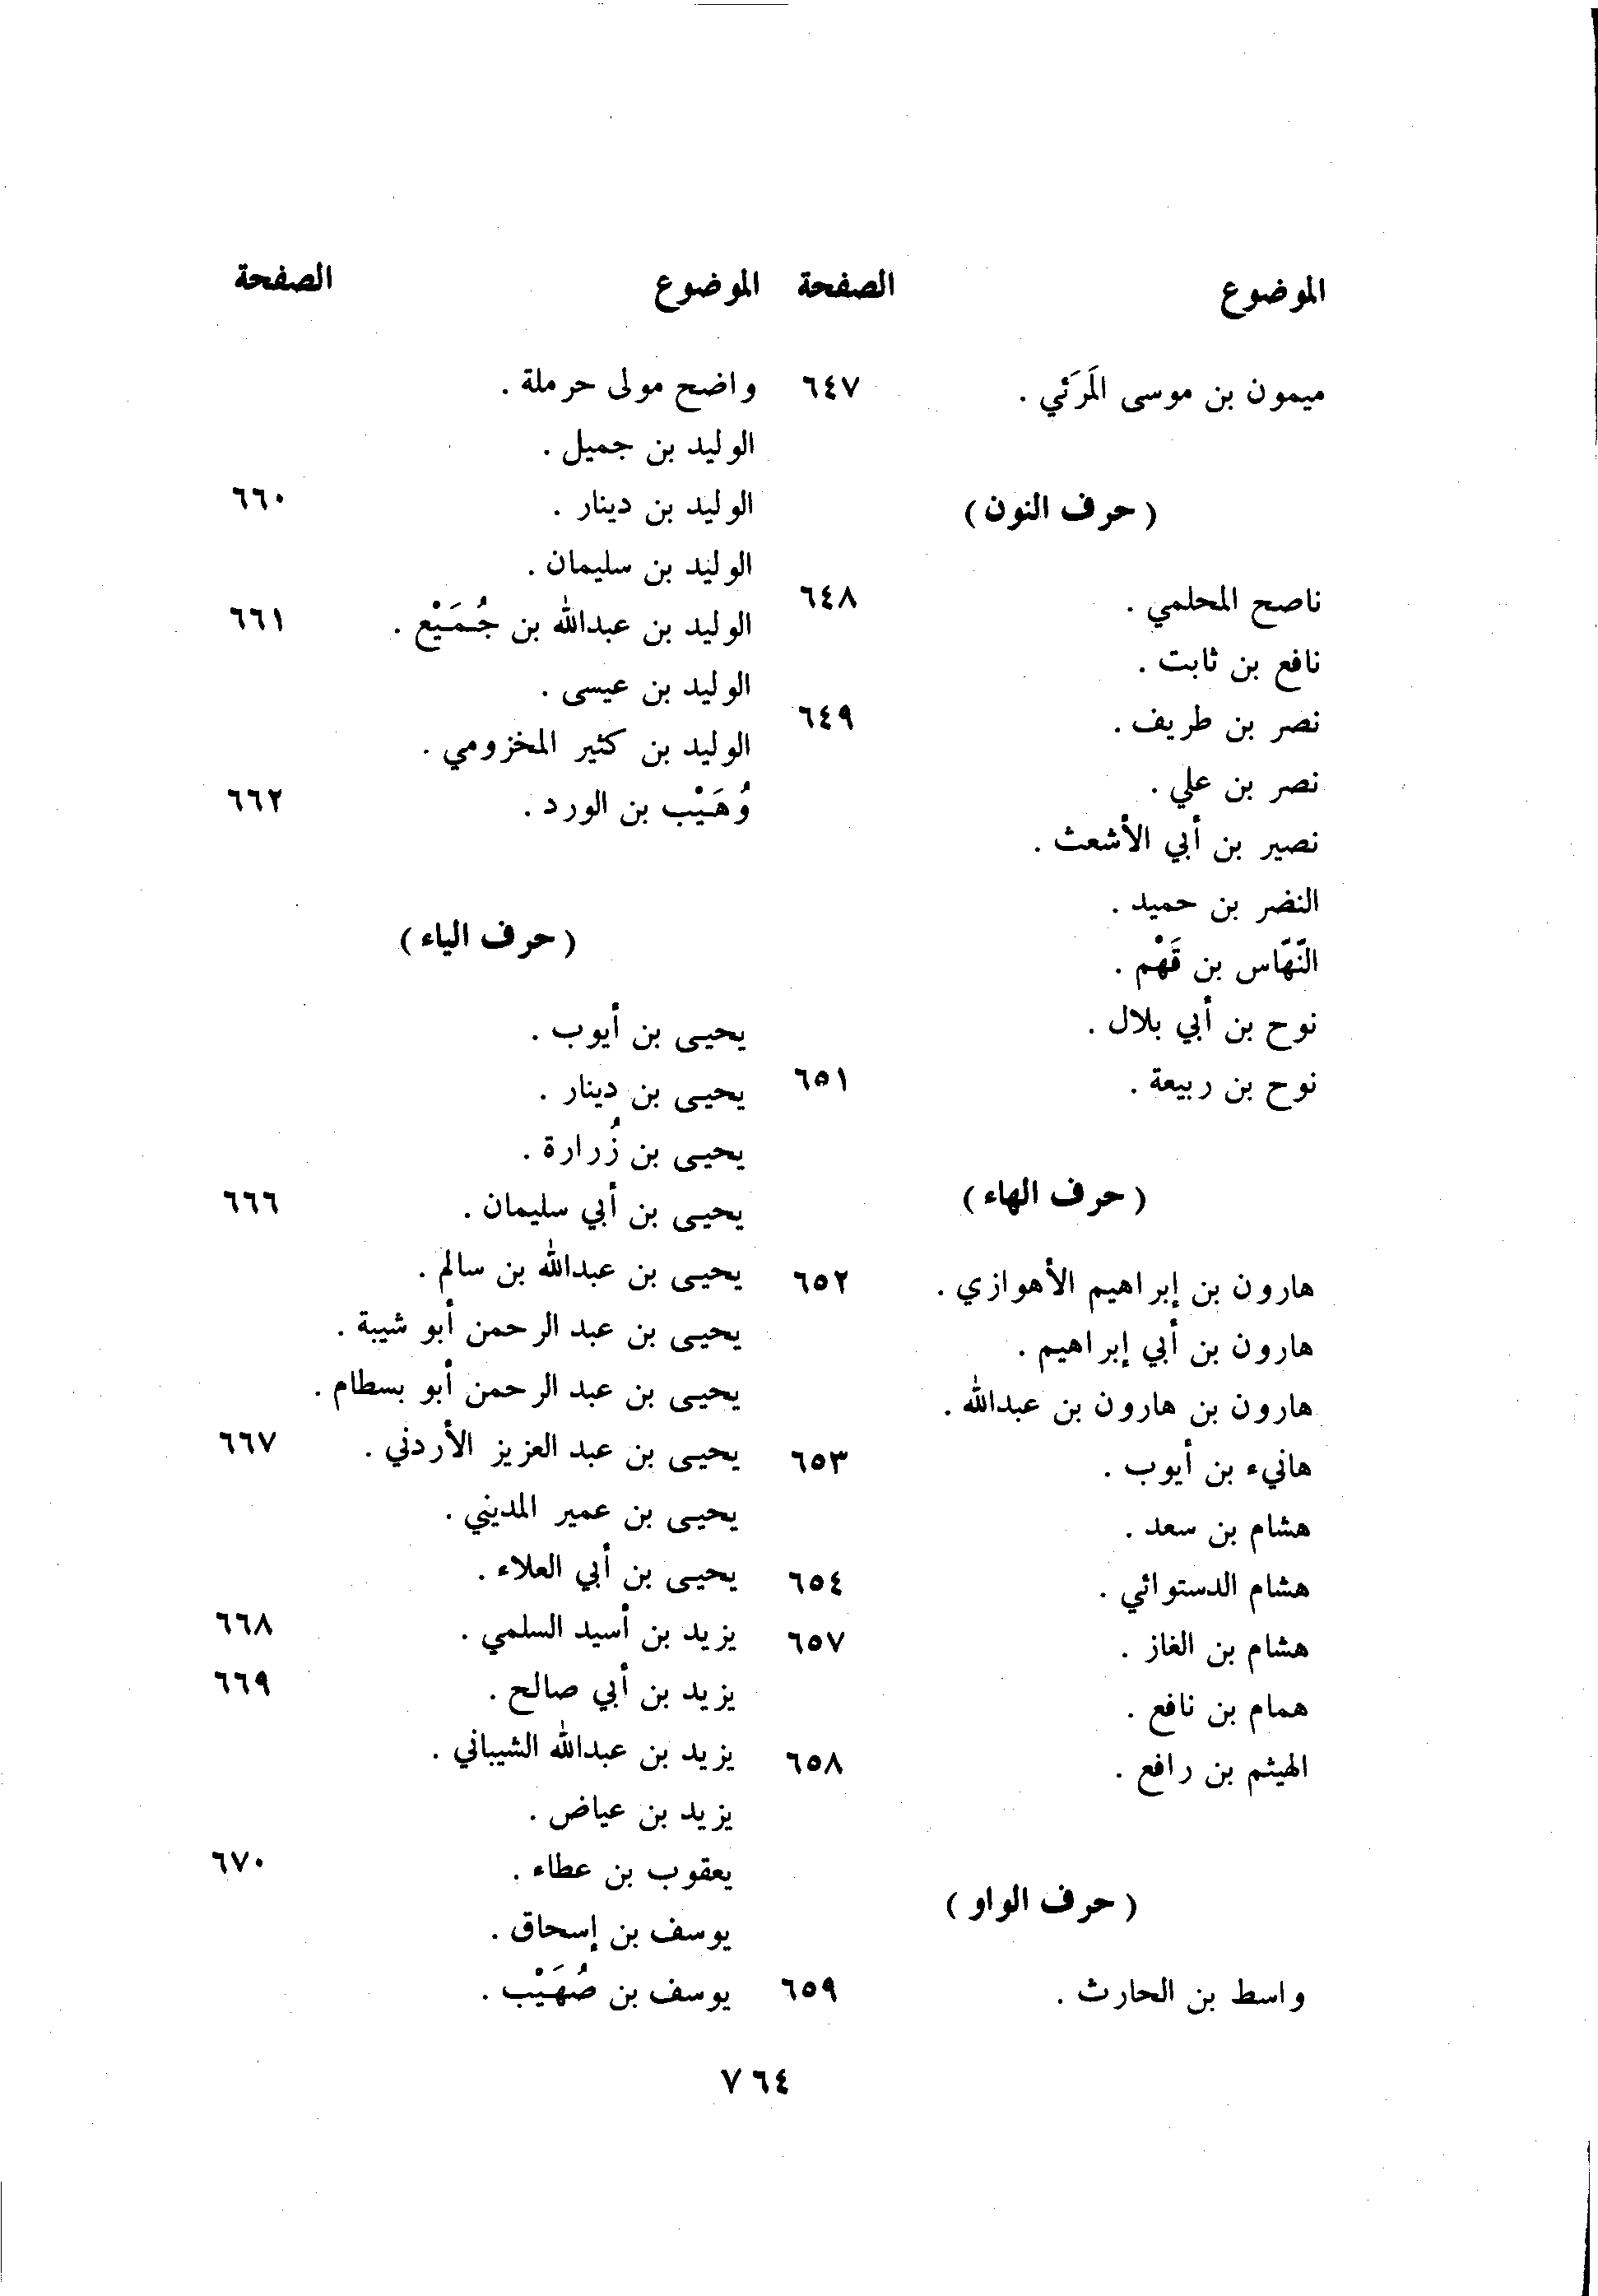 الموضوع الصفحة
ميمون بن موسى المَرَئي . ٦٤٧
( حرف النون )
ناصح المحلمي . ٦٤٨
نافع بن ثابت .
نصر بن طريف . ٦٤٩
نصر بن علي .
نصير بن أبي الأشعث .
النضر بن حميد .
النّهّاس بن قَهْم .
نوح بن أبي بلال .
نوح بن ربيعة . ٦٥١
( حرف الهاء )
هارون بن إبراهيم الأهوازي . ٦٥٢
هارون بن أبي إبراهيم .
هارون بن هارون بن عبدالله .
هانيء بن أيوب . ٦٥٣
هشام بن سعد .
هشام الدستوائي . ٦٥٤
هشام بن الغاز . ٦٥٧
همام بن نافع .
الهيثم بن رافع . ٦٥٨
( حرف الواو )
واسط بن الحارث . ٦٥٩
الموضوع الصفحة
واضح مولى حرملة .
الوليد بن جميل .
الوليد بن دينار . ٦٦٠
الوليد بن سليمان .
الوليد بن عبدالله بن جُمَيْع . ٦٦١
الوليد بن عيسى .
الوليد بن كثير المخزومي .
وُهَيْب بن الورد . ٦٦٢
( حرف الياء )
يحيى بن أيوب .
يحيى بن دينار .
يحيى بن زُرارة .
يحيى بن أبي سليمان . ٦٦٦
يحيى بن عبدالله بن سالم .
يحيى بن عبد الرحمن أبو شيبة .
يحيى بن عبد الرحمن أبو بسطام .
يحيى بن عبد العزيز الأردني . ٦٦٧
يحيى بن عمير المديني .
يحيى بن أبي العلاء .
يزيد بن أسيد السلمي . ٦٦٨
يزيد بن أبي صالح . ٦٦٩
يزيد بن عبدالله الشيباني .
يزيد بن عياض .
يعقوب بن عطاء . ٦٧٠
يوسف بن إسحاق .
يوسف بن صُهَيْب .
٧٦٤